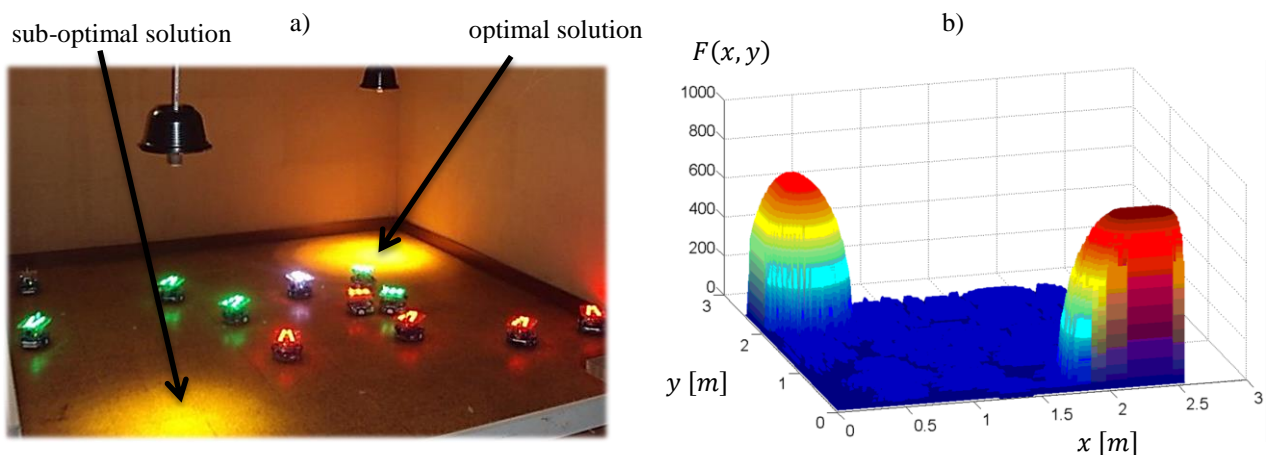 a)
sub-optimal solution
optimal solution
b)
F(x, y)
1000
800
600
400
200
0
3
2
1
0
y [m]
0
0.5
1
1.5
2
2.5
3
x [m]